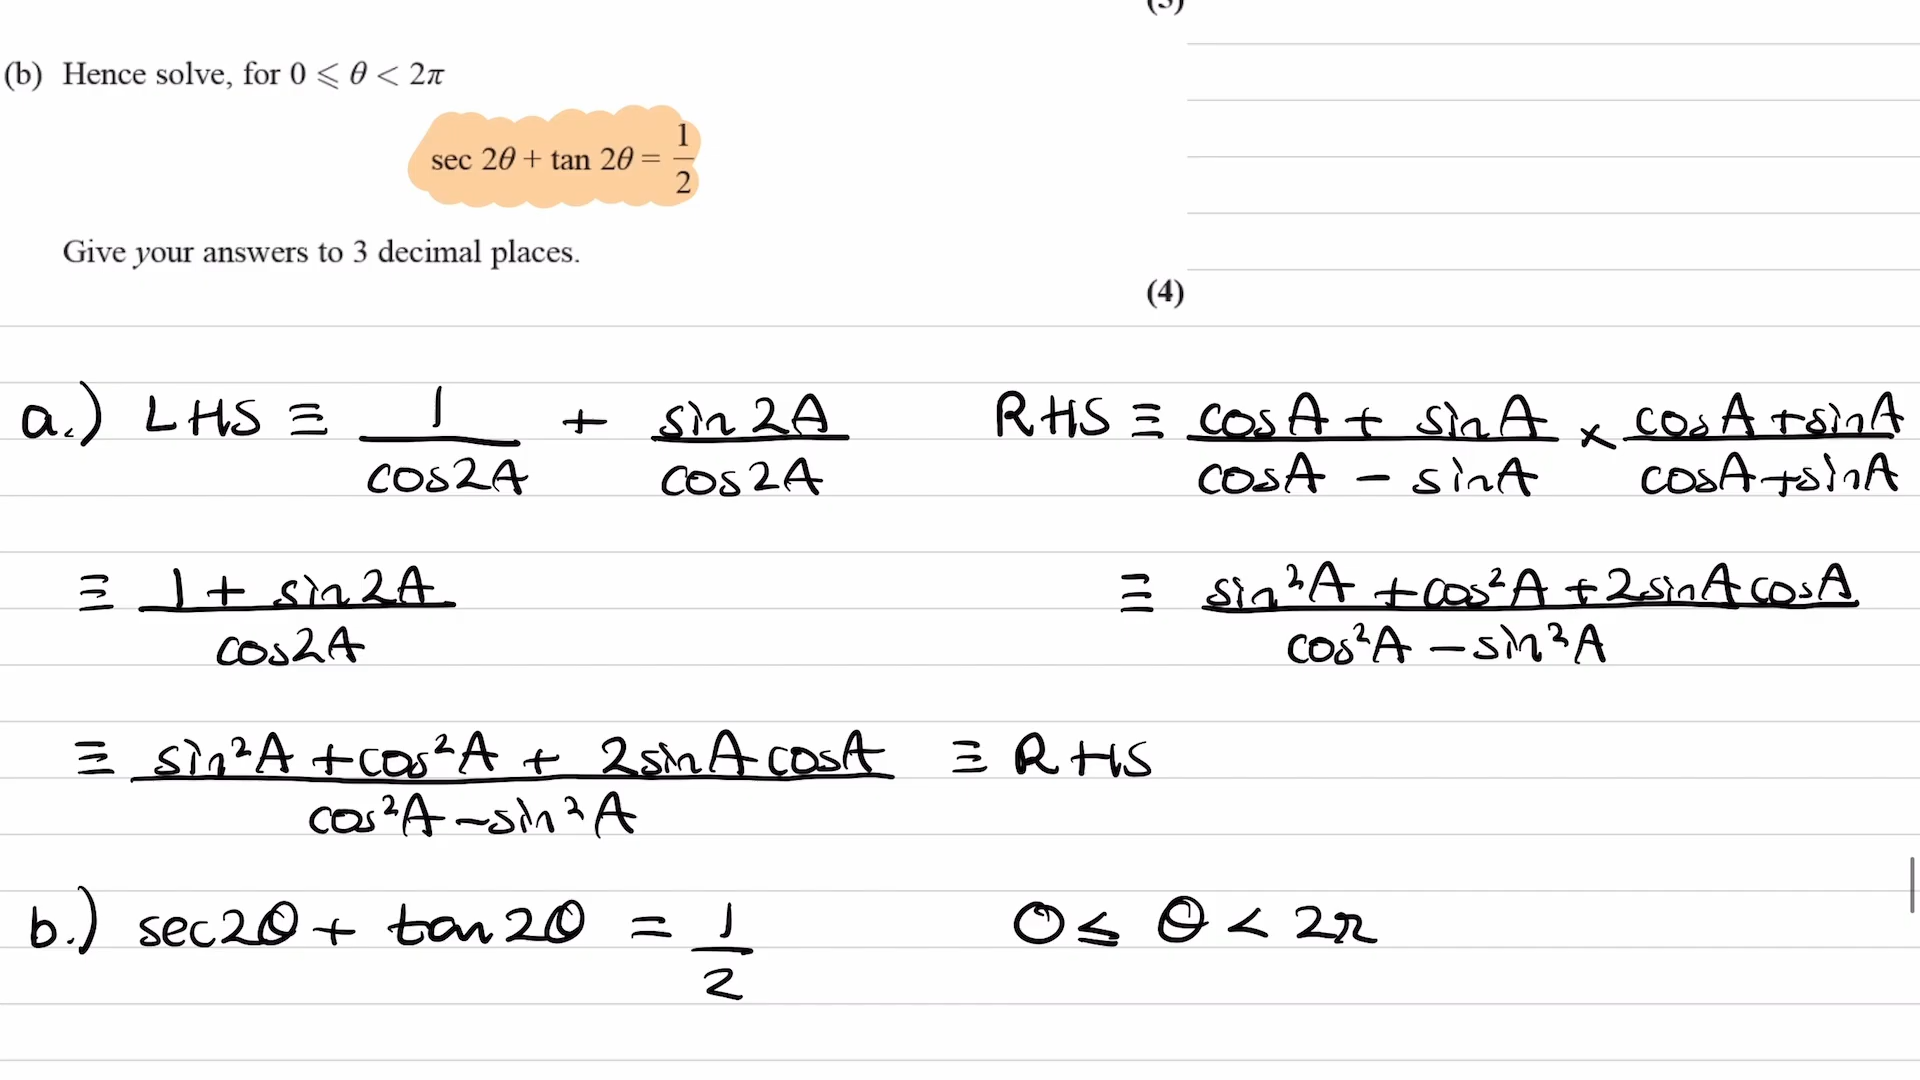 (b) Hence solve, for 0 ⩽ θ < 2π
sec 2θ + tan 2θ = 1/2
Give your answers to 3 decimal places.
(4)
a.) LHS ≡ 1/cos2A + sin2A/cos2A
RHS ≡ (cosA + sinA)/(cosA − sinA) × (cosA + sinA)/(cosA + sinA)
≡ (1 + sin2A)/cos2A
≡ (sin²A + cos²A + 2sinAcosA)/(cos²A − sin²A)
≡ (sin²A + cos²A + 2sinAcosA)/(cos²A − sin²A) ≡ RHS
b.) sec2θ + tan2θ = 1/2
0 ≤ θ < 2π